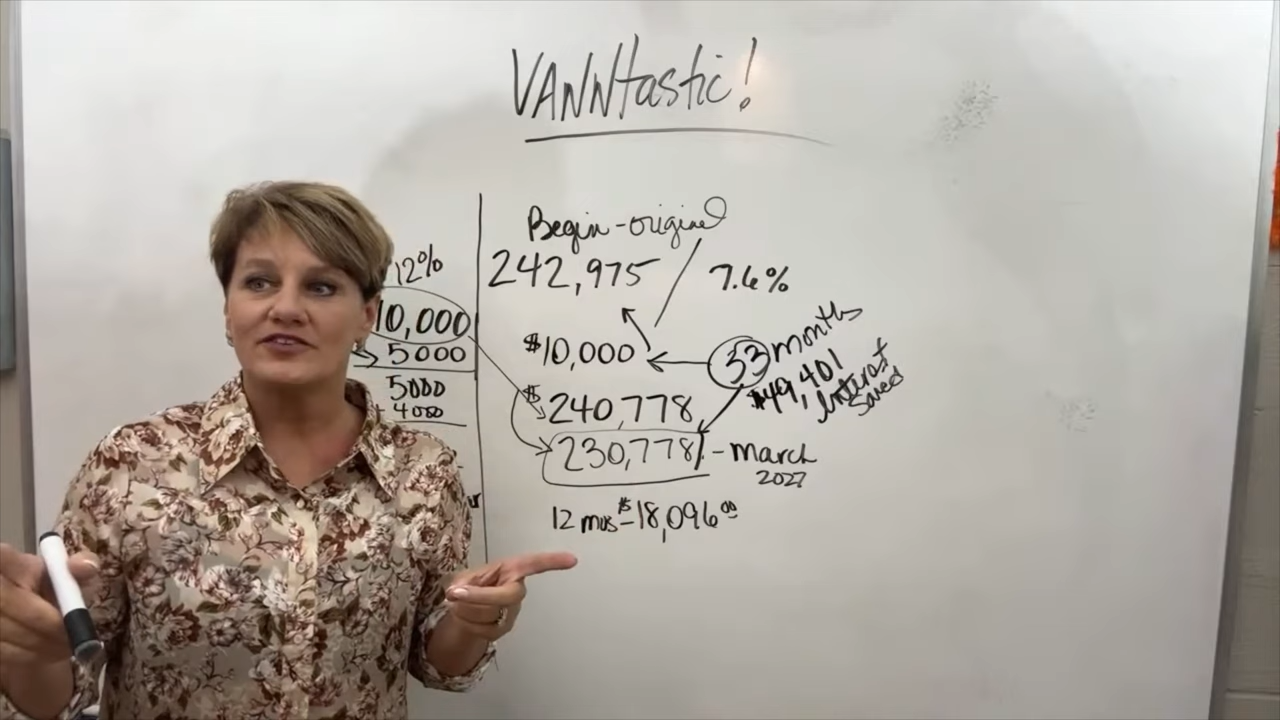 VANNtastic!
12%
10,000
5000
5000
+ 4000
Begin-original
242,975
7.6%
$10,000
53 months
$49,401
interest
saved
$240,778
230,778 - March
2027
12 mos - $18,096.00